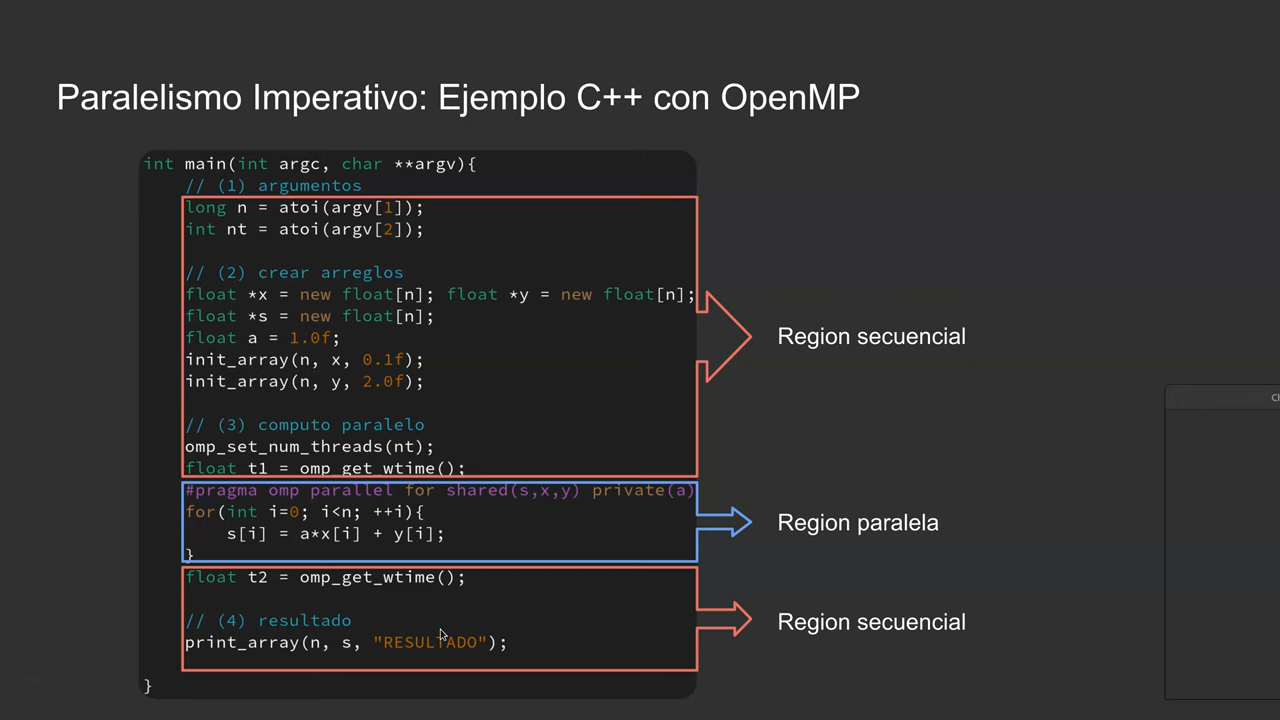 Paralelismo Imperativo: Ejemplo C++ con OpenMP
int main(int argc, char **argv){
// (1) argumentos
long n = atoi(argv[1]);
int nt = atoi(argv[2]);
// (2) crear arreglos
float *x = new float[n]; float *y = new float[n];
float *s = new float[n];
float a = 1.0f;
init_array(n, x, 0.1f);
init_array(n, y, 2.0f);
// (3) computo paralelo
omp_set_num_threads(nt);
float t1 = omp_get_wtime();
#pragma omp parallel for shared(s,x,y) private(a)
for(int i=0; i<n; ++i){
s[i] = a*x[i] + y[i];
}
float t2 = omp_get_wtime();
// (4) resultado
print_array(n, s, "RESULTADO");
}
Region secuencial
Region paralela
Region secuencial